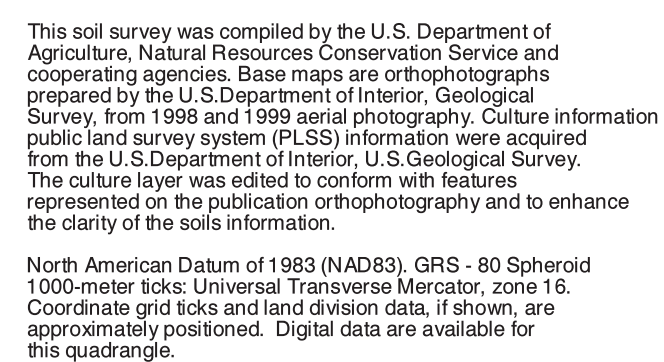 This soil survey was compiled by the U.S. Department of
Agriculture, Natural Resources Conservation Service and
cooperating agencies. Base maps are orthophotographs
prepared by the U.S.Department of Interior, Geological
Survey, from 1998 and 1999 aerial photography. Culture information
public land survey system (PLSS) information were acquired
from the U.S.Department of Interior, U.S.Geological Survey.
The culture layer was edited to conform with features
represented on the publication orthophotography and to enhance
the clarity of the soils information.
North American Datum of 1983 (NAD83). GRS - 80 Spheroid
1000-meter ticks: Universal Transverse Mercator, zone 16.
Coordinate grid ticks and land division data, if shown, are
approximately positioned.  Digital data are available for
this quadrangle.